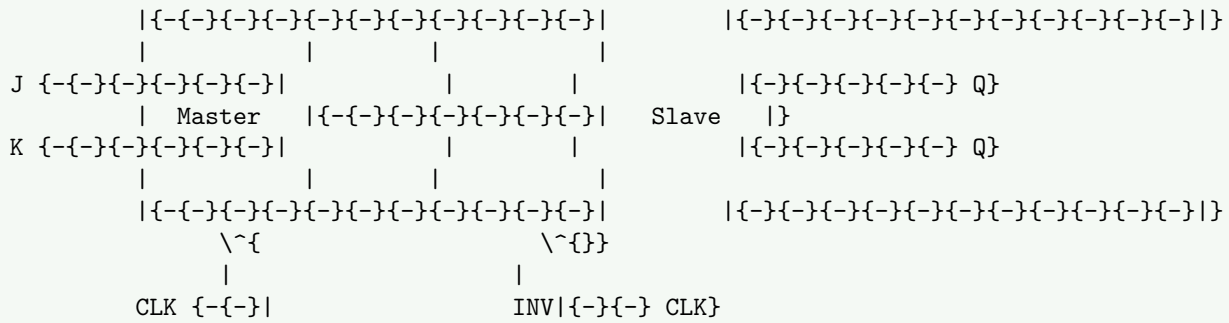 |{-{-}{-}{-}{-}{-}{-}{-}{-}{-}{-}| |{-}{-}{-}{-}{-}{-}{-}{-}{-}{-}{-}|}
| | | |
J {-{-}{-}{-}{-}{-}| | | |{-}{-}{-}{-}{-} Q}
| Master |{-{-}{-}{-}{-}{-}{-}| Slave |}
K {-{-}{-}{-}{-}{-}| | | |{-}{-}{-}{-}{-} Q}
| | | |
|{-{-}{-}{-}{-}{-}{-}{-}{-}{-}{-}| |{-}{-}{-}{-}{-}{-}{-}{-}{-}{-}{-}|}
\^{ \^{}}
| |
CLK {-{-}| INV|{-}{-} CLK}